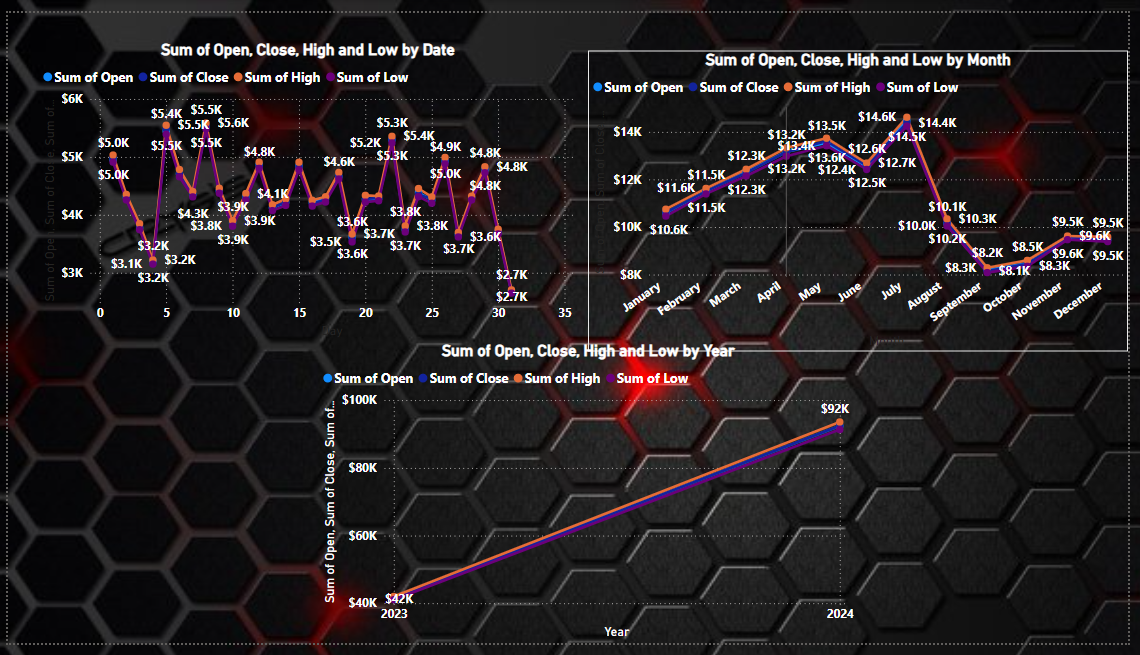 Sum of Open, Close, High and Low by Date
Sum of Open Sum of Close Sum of High Sum of Low
$6K
$5K
$4K
$3K
$5.0K
$5.0K
$3.1K
$3.2K
$3.2K
$3.2K
$5.4K
$5.5K
$5.5K
$4.3K
$3.8K
$5.5K
$5.5K
$5.6K
$3.9K
$3.9K
$3.9K
$4.8K
$4.1K
$4.6K
$3.5K
$3.6K
$3.6K
$3.7K
$5.2K
$5.3K
$5.3K
$5.4K
$3.8K
$3.7K
$3.8K
$4.9K
$5.0K
$3.7K
$3.6K
$4.8K
$4.8K
$4.8K
$2.7K
$2.7K
0 5 10 15 20 25 30 35
Sum of Open, Close, High and Low by Month
Sum of Open Sum of Close Sum of High Sum of Low
$14K
$12K
$10K
$8K
$10.6K
$11.6K
$11.5K
$11.5K
$12.3K
$12.3K
$13.2K
$13.4K
$13.2K
$13.5K
$13.6K
$12.4K
$12.6K
$12.7K
$12.5K
$14.6K
$14.4K
$14.5K
$10.1K
$10.3K
$10.0K
$10.2K
$8.2K
$8.3K
$8.1K
$8.5K
$8.3K
$9.5K
$9.6K
$9.5K
$9.6K
$9.5K
January February March April May June July August September October November December
Sum of Open, Close, High and Low by Year
Sum of Open Sum of Close Sum of High Sum of Low
Sum of Open, Sum of Close, Sum of…
$100K
$80K
$60K
$40K
$42K
$92K
2023 2024
Year